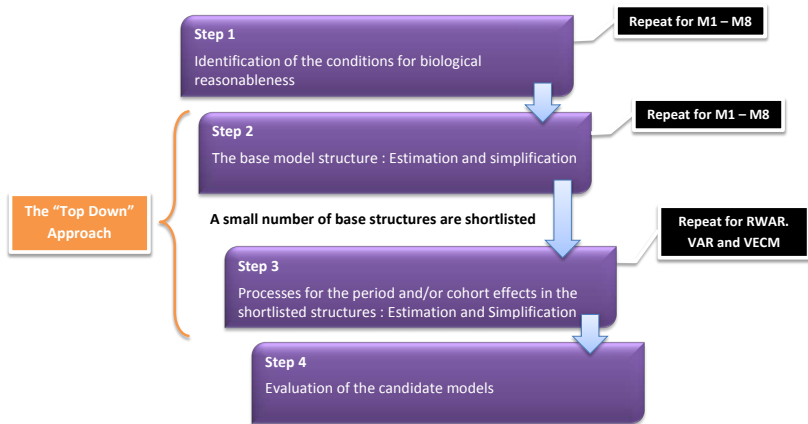 Step 1
Identification of the conditions for biological
reasonableness
Repeat for M1 – M8
Step 2
The base model structure : Estimation and simplification
Repeat for M1 – M8
The "Top Down"
Approach
A small number of base structures are shortlisted
Repeat for RWAR.
VAR and VECM
Step 3
Processes for the period and/or cohort effects in the
shortlisted structures : Estimation and Simplification
Step 4
Evaluation of the candidate models